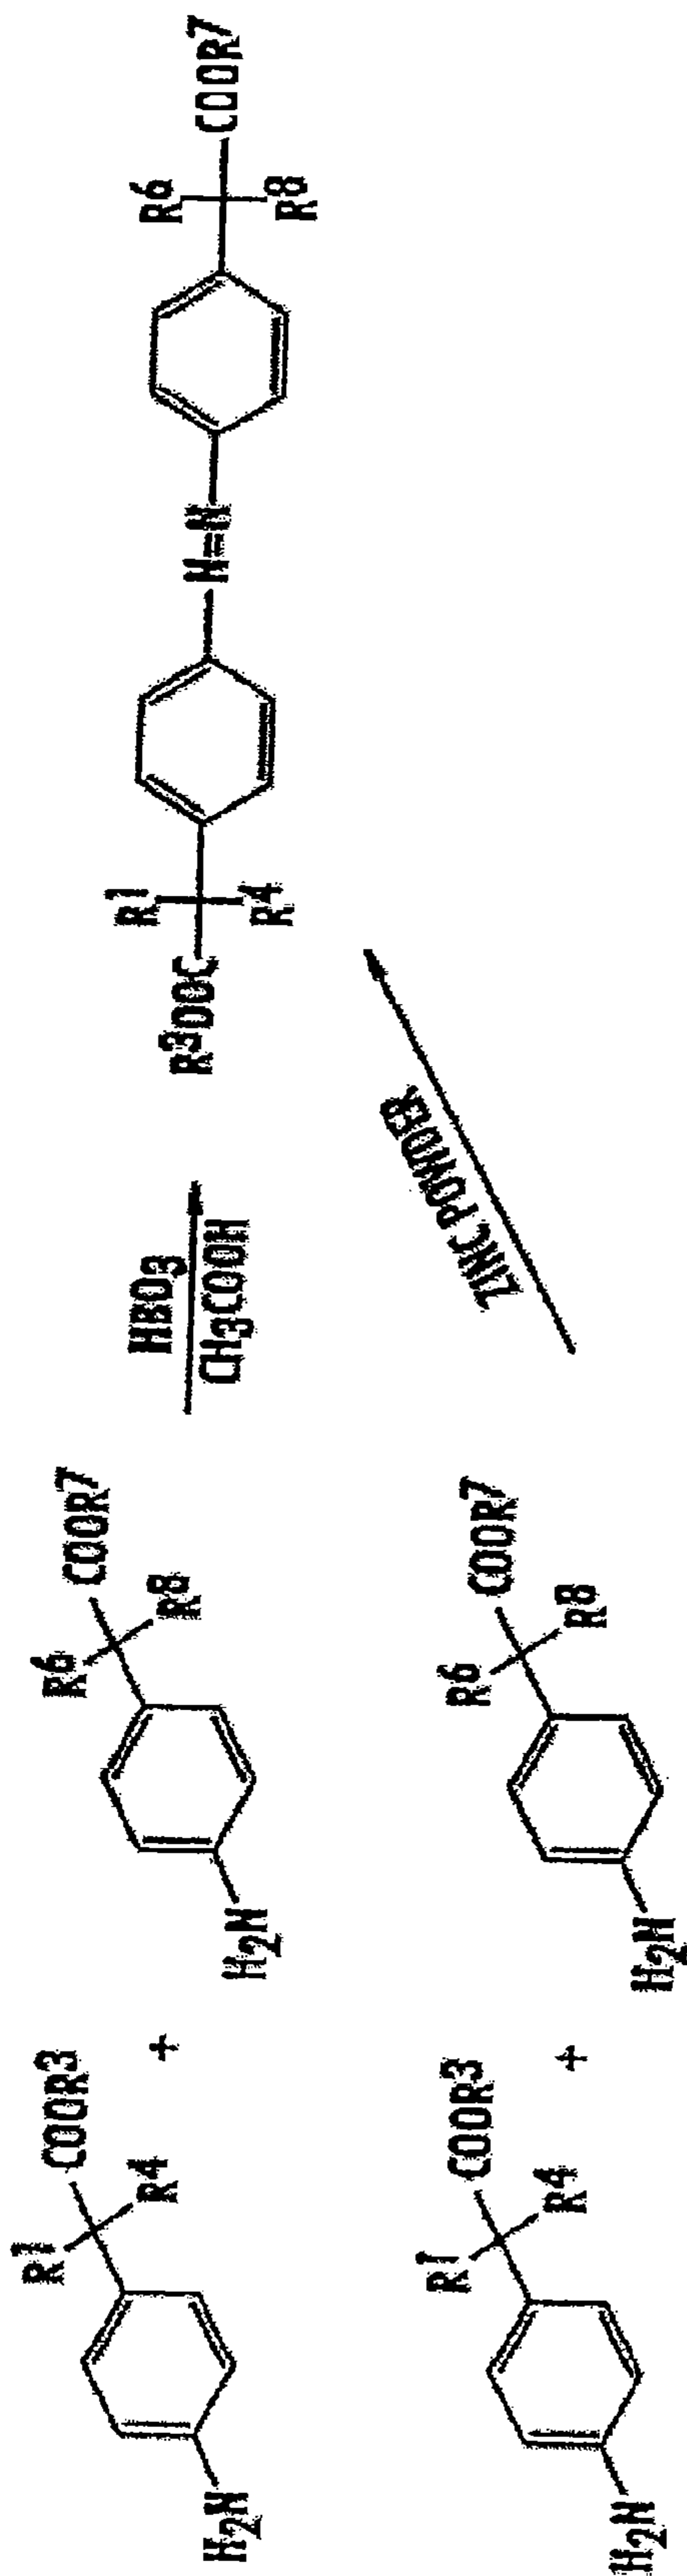 H2N
R1
COOR3
R4
+
H2N
R6
COOR7
R8
HBO3
CH3COOH
R3OOC
R1
R4
N=N
R6
R8
COOR7
H2N
R1
COOR3
R4
+
H2N
R6
COOR7
R8
ZINC POWDER